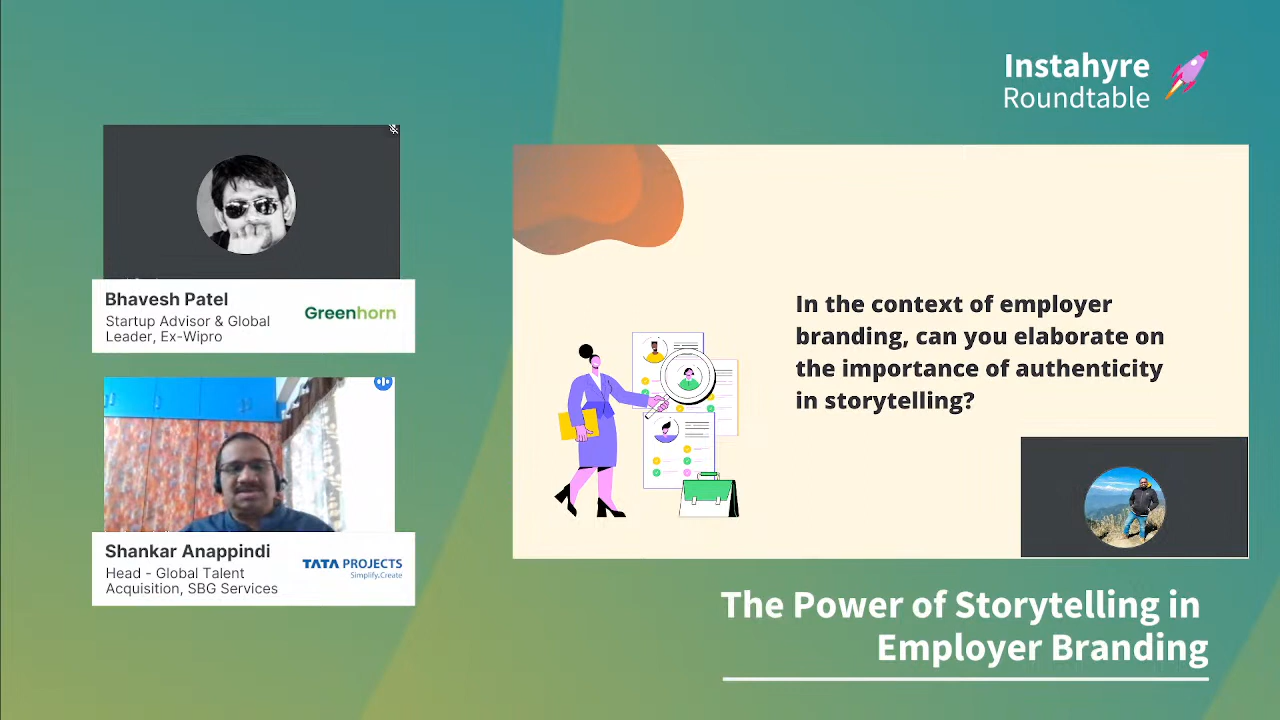 Instahyre
Roundtable
Bhavesh Patel
Startup Advisor & Global
Leader, Ex-Wipro
Greenhorn
Shankar Anappindi
Head - Global Talent
Acquisition, SBG Services
TATA PROJECTS
Simplify.Create
In the context of employer
branding, can you elaborate on
the importance of authenticity
in storytelling?
The Power of Storytelling in
Employer Branding